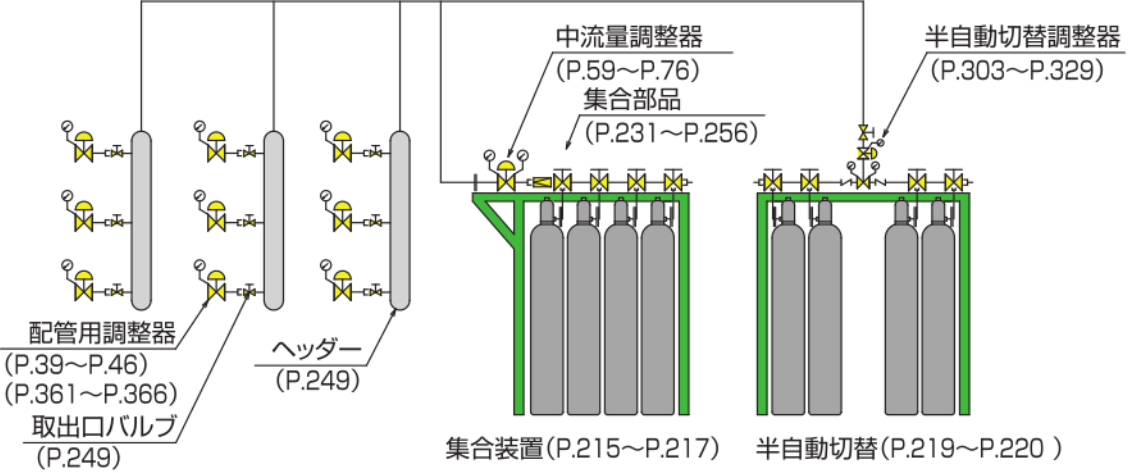 中流量調整器
(P.59～P.76)
集合部品
(P.231～P.256)
半自動切替調整器
(P.303～P.329)
配管用調整器
(P.39～P.46)
(P.361～P.366)
取出口バルブ
(P.249)
ヘッダー
(P.249)
集合装置(P.215～P.217)
半自動切替(P.219～P.220 )